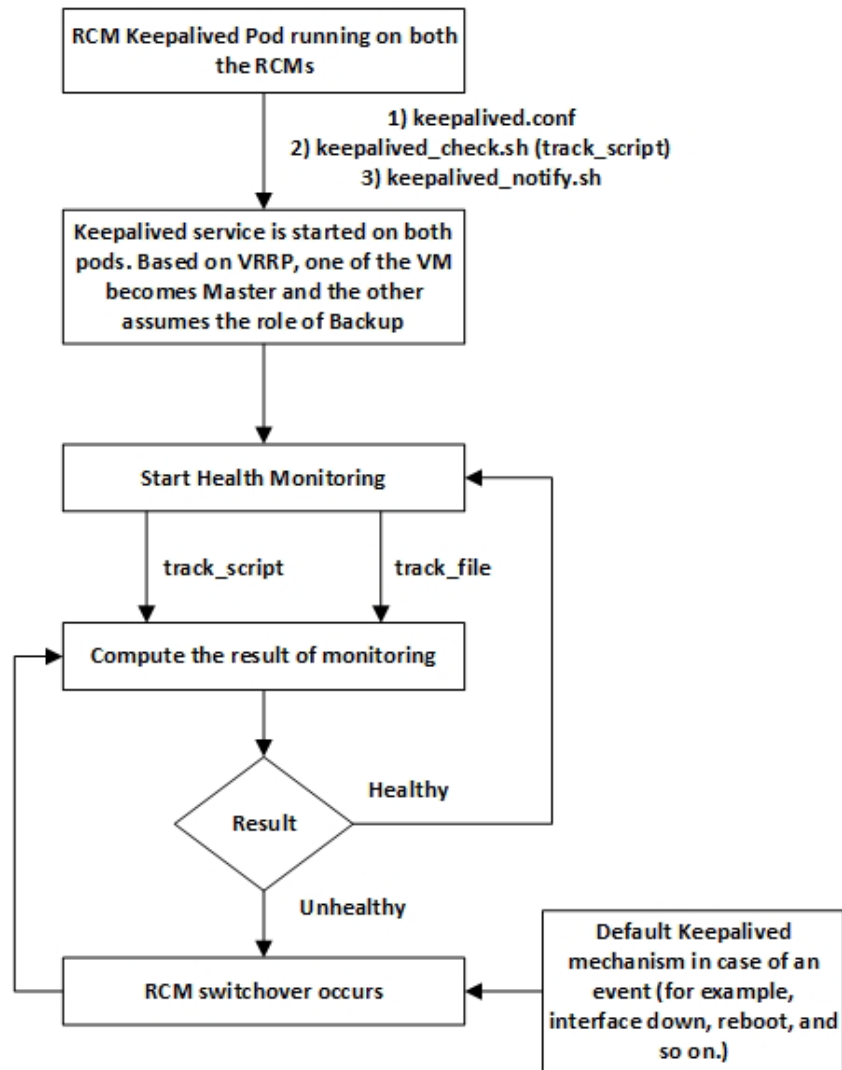 RCM Keepalived Pod running on both
the RCMs
1) keepalived.conf
2) keepalived_check.sh (track_script)
3) keepalived_notify.sh
Keepalived service is started on both
pods. Based on VRRP, one of the VM
becomes Master and the other
assumes the role of Backup
Start Health Monitoring
track_script
track_file
Compute the result of monitoring
Healthy
Result
Unhealthy
RCM switchover occurs
Default Keepalived
mechanism in case of an
event (for example,
interface down, reboot, and
so on.)